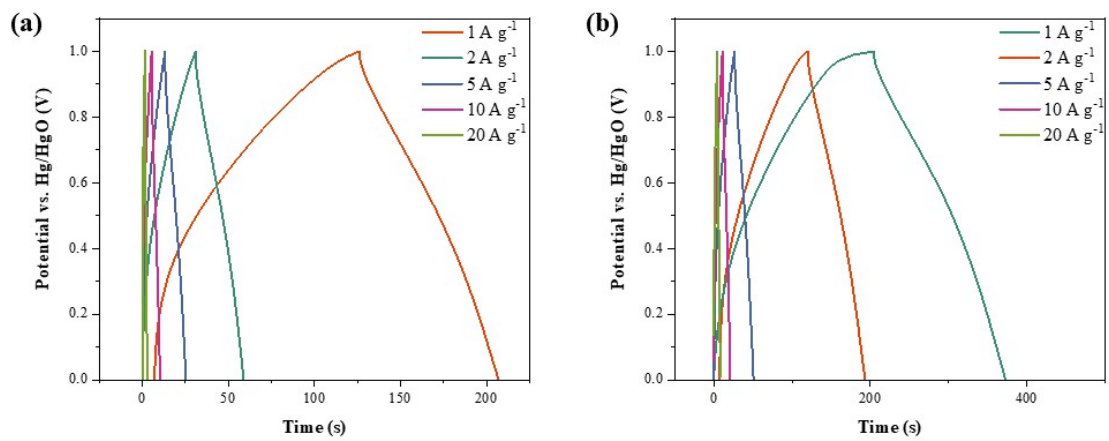 (a)
1 A g-1
2 A g-1
5 A g-1
10 A g-1
20 A g-1
Potential vs. Hg/HgO (V)
1.0
0.8
0.6
0.4
0.2
0.0
0
50
100
150
200
Time (s)
(b)
1 A g-1
2 A g-1
5 A g-1
10 A g-1
20 A g-1
Potential vs. Hg/HgO (V)
1.0
0.8
0.6
0.4
0.2
0.0
0
200
400
Time (s)